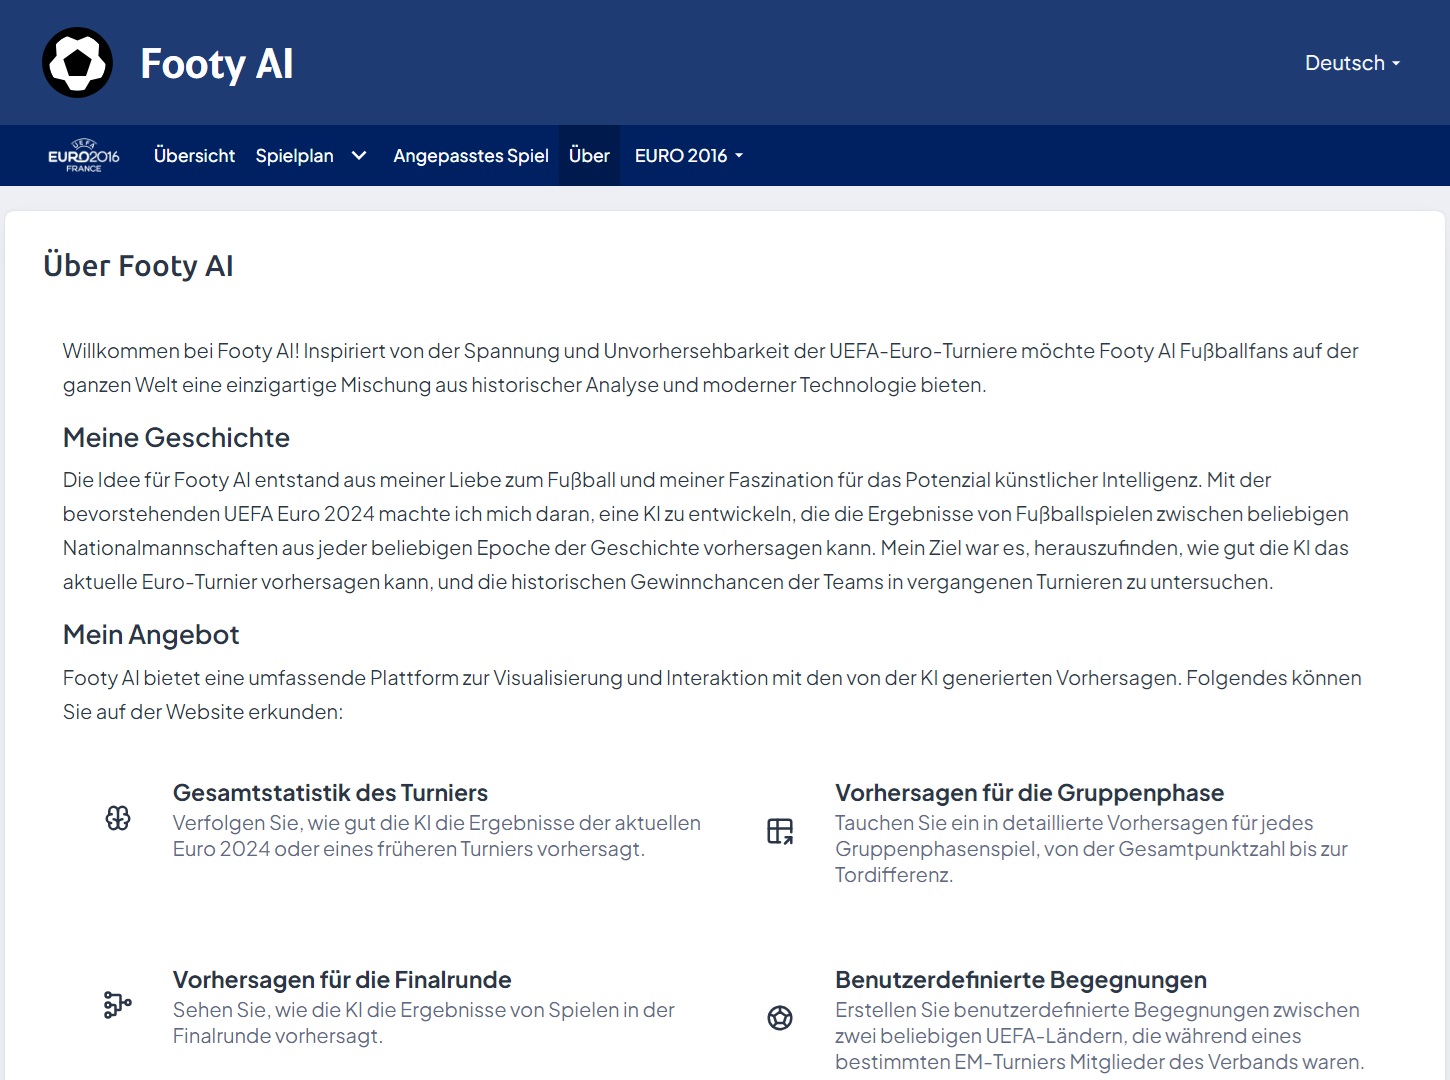 Footy AI
Deutsch
UEFA
EURO2016
FRANCE
Übersicht
Spielplan
Angepasstes Spiel
Über
EURO 2016
Über Footy AI
Willkommen bei Footy AI! Inspiriert von der Spannung und Unvorhersehbarkeit der UEFA-Euro-Turniere möchte Footy AI Fußballfans auf der
ganzen Welt eine einzigartige Mischung aus historischer Analyse und moderner Technologie bieten.
Meine Geschichte
Die Idee für Footy AI entstand aus meiner Liebe zum Fußball und meiner Faszination für das Potenzial künstlicher Intelligenz. Mit der
bevorstehenden UEFA Euro 2024 machte ich mich daran, eine KI zu entwickeln, die die Ergebnisse von Fußballspielen zwischen beliebigen
Nationalmannschaften aus jeder beliebigen Epoche der Geschichte vorhersagen kann. Mein Ziel war es, herauszufinden, wie gut die KI das
aktuelle Euro-Turnier vorhersagen kann, und die historischen Gewinnchancen der Teams in vergangenen Turnieren zu untersuchen.
Mein Angebot
Footy AI bietet eine umfassende Plattform zur Visualisierung und Interaktion mit den von der KI generierten Vorhersagen. Folgendes können
Sie auf der Website erkunden:
Gesamtstatistik des Turniers
Verfolgen Sie, wie gut die KI die Ergebnisse der aktuellen
Euro 2024 oder eines früheren Turniers vorhersagt.
Vorhersagen für die Gruppenphase
Tauchen Sie ein in detaillierte Vorhersagen für jedes
Gruppenphasenspiel, von der Gesamtpunktzahl bis zur
Tordifferenz.
Vorhersagen für die Finalrunde
Sehen Sie, wie die KI die Ergebnisse von Spielen in der
Finalrunde vorhersagt.
Benutzerdefinierte Begegnungen
Erstellen Sie benutzerdefinierte Begegnungen zwischen
zwei beliebigen UEFA-Ländern, die während eines
bestimmten EM-Turniers Mitglieder des Verbands waren.